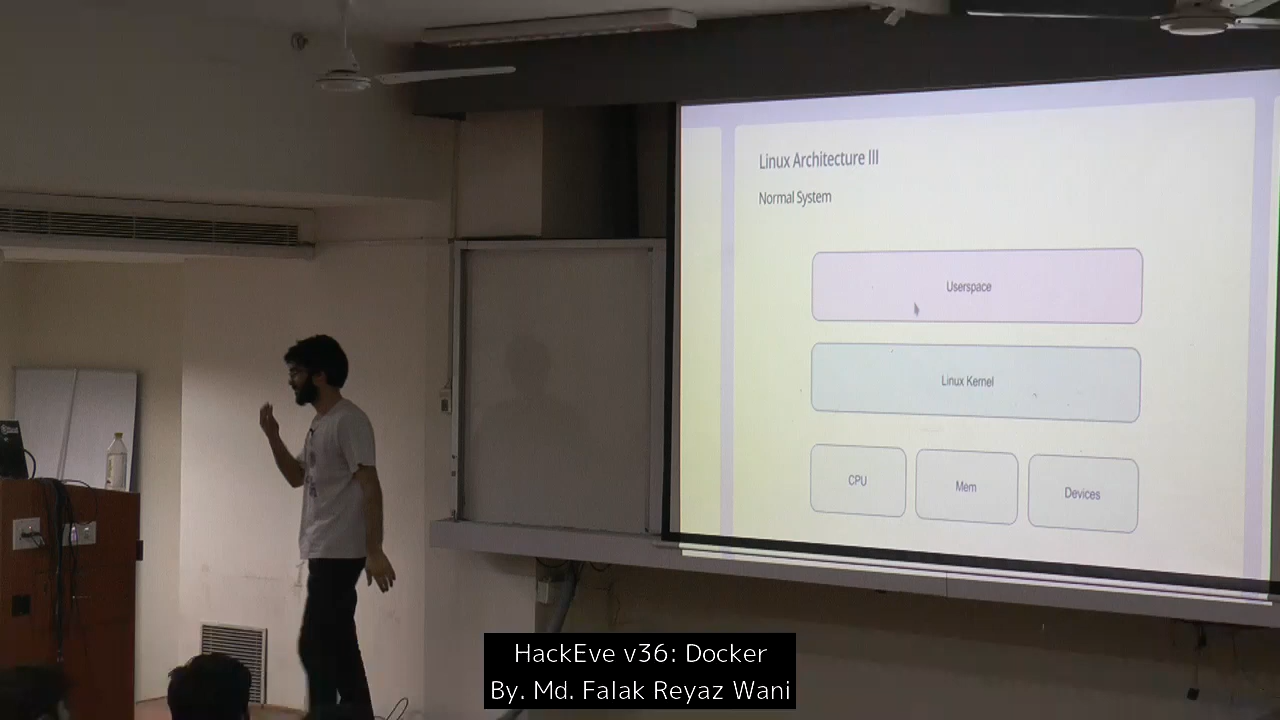 Linux Architecture III
Normal System
Userspace
Linux Kernel
CPU
Mem
Devices
HackEve v36: Docker
By. Md. Falak Reyaz Wani